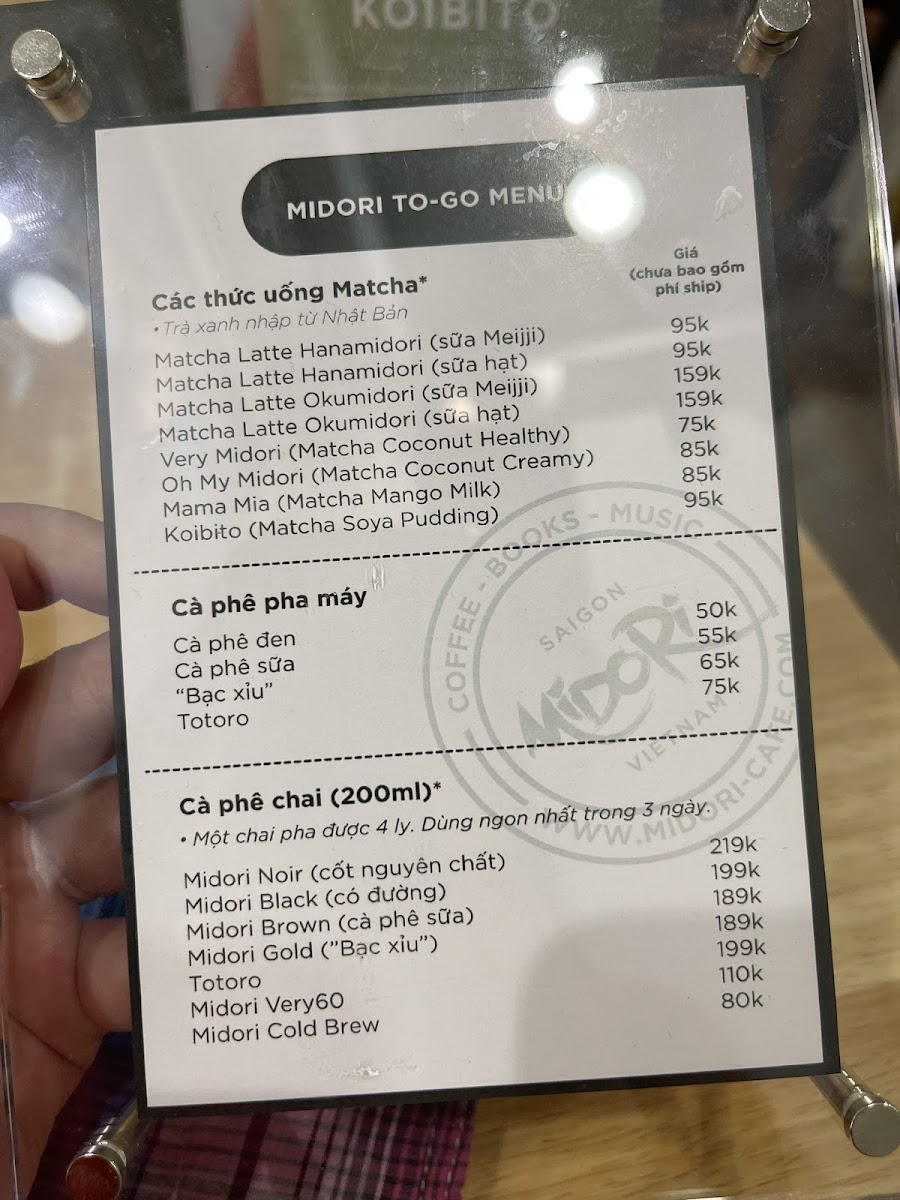 KOIBITO
MIDORI TO-GO MENU
Giá
(chưa bao gồm
phí ship)
Các thức uống Matcha*
• Trà xanh nhập từ Nhật Bản
Matcha Latte Hanamidori (sữa Meijji) 95k
Matcha Latte Hanamidori (sữa hạt) 95k
Matcha Latte Okumidori (sữa Meijji) 159k
Matcha Latte Okumidori (sữa hạt) 159k
Very Midori (Matcha Coconut Healthy) 75k
Oh My Midori (Matcha Coconut Creamy) 85k
Mama Mia (Matcha Mango Milk) 85k
Koibito (Matcha Soya Pudding) 95k
Cà phê pha máy
Cà phê đen 50k
Cà phê sữa 55k
“Bạc xỉu” 65k
Totoro 75k
COFFEE - BOOKS - MUSIC
SAIGON
MIDORI
VIETNAM
WWW.MIDORI-CAFE.COM
Cà phê chai (200ml)*
• Một chai pha được 4 ly. Dùng ngon nhất trong 3 ngày.
Midori Noir (cốt nguyên chất) 219k
Midori Black (có đường) 199k
Midori Brown (cà phê sữa) 189k
Midori Gold (”Bạc xỉu”) 189k
Totoro 199k
Midori Very60 110k
Midori Cold Brew 80k